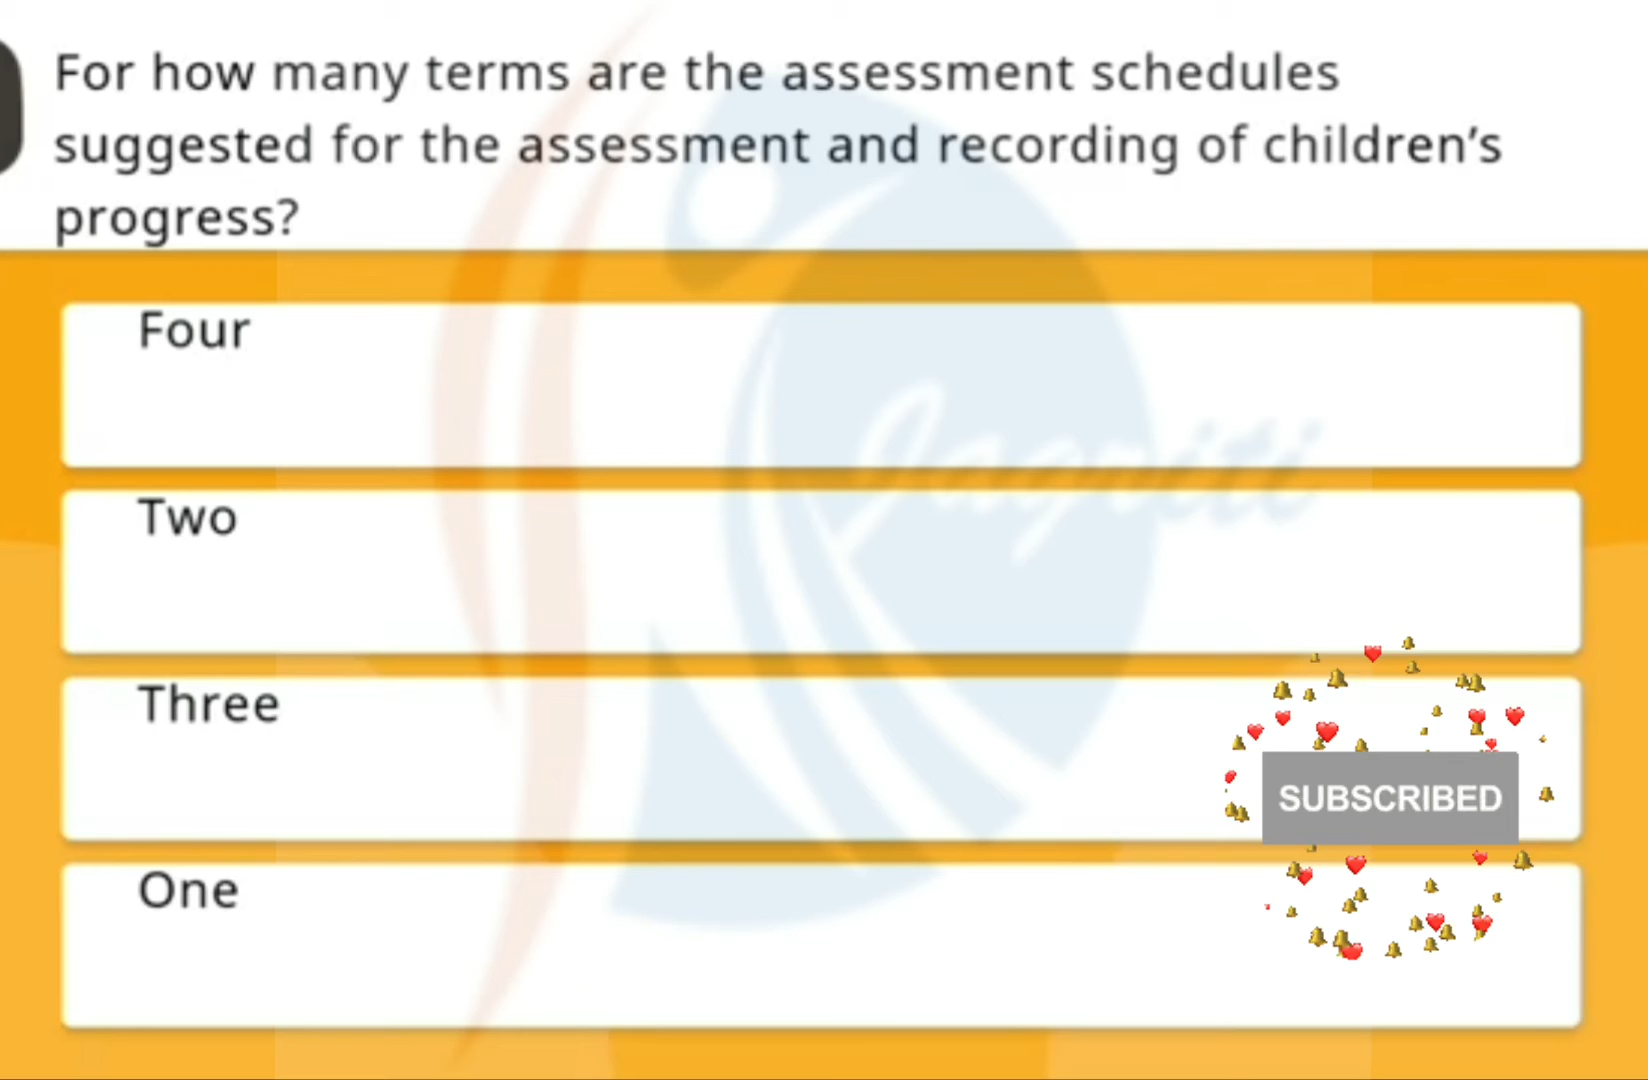 For how many terms are the assessment schedules
suggested for the assessment and recording of children’s
progress?
Four
Jagriti
Two
Three
SUBSCRIBED
One